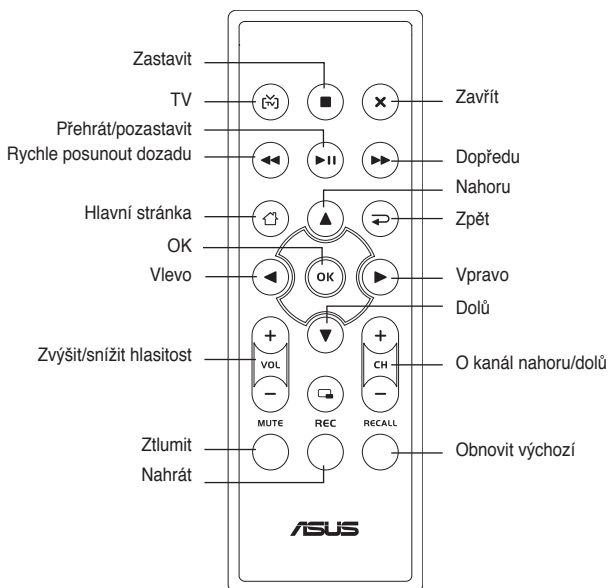 Zastavit
TV
Zavřít
TV
Přehrát/pozastavit
Rychle posunout dozadu
Dopředu
Nahoru
Hlavní stránka
Zpět
OK
OK
Vlevo
Vpravo
Dolů
Zvýšit/snížit hlasitost
+
VOL
−
+
CH
−
O kanál nahoru/dolů
MUTE
REC
RECALL
Ztlumit
Nahrát
Obnovit výchozí
ASUS